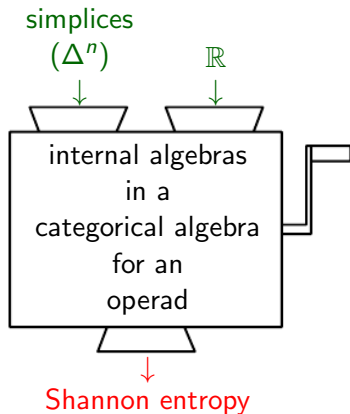 simplices
(Δⁿ) ℝ
↓ ↓
internal algebras
in a
categorical algebra
for an
operad
↓
Shannon entropy